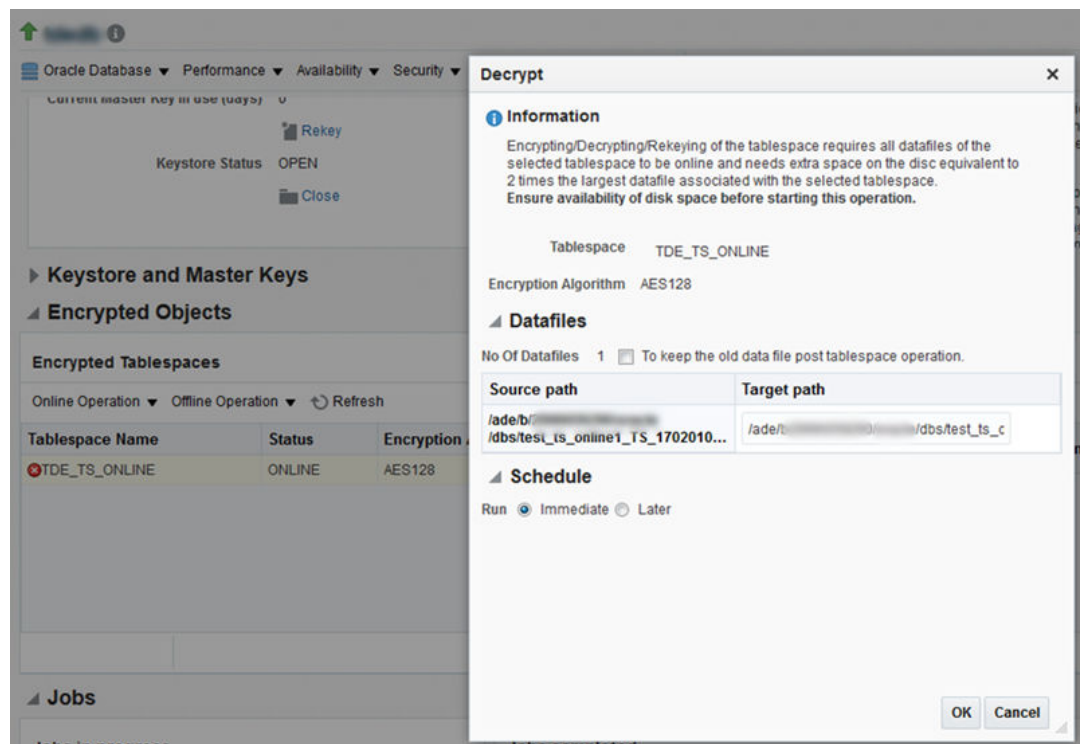 Oracle Database Performance Availability Security
Current Master Key in use (days) 0
Rekey
Keystore Status OPEN
Close
Keystore and Master Keys
Encrypted Objects
Encrypted Tablespaces
Online Operation Offline Operation Refresh
Tablespace Name Status Encryption
TDE_TS_ONLINE ONLINE AES128
Jobs
Decrypt
Information
Encrypting/Decrypting/Rekeying of the tablespace requires all datafiles of the
selected tablespace to be online and needs extra space on the disc equivalent to
2 times the largest datafile associated with the selected tablespace.
Ensure availability of disk space before starting this operation.
Tablespace TDE_TS_ONLINE
Encryption Algorithm AES128
Datafiles
No Of Datafiles 1 To keep the old data file post tablespace operation.
Source path Target path
/ade/b/
/dbs/test_ts_online1_TS_1702010...
/ade/b /dbs/test_ts_c
Schedule
Run Immediate Later
OK Cancel